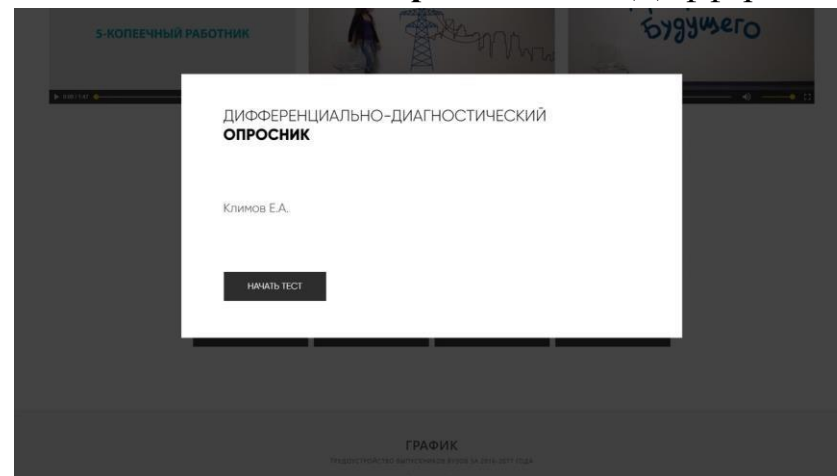 5-КОПЕЕЧНЫЙ РАБОТНИК
Будущего
ДИФФЕРЕНЦИАЛЬНО-ДИАГНОСТИЧЕСКИЙ
ОПРОСНИК
Климов Е.А.
НАЧАТЬ ТЕСТ
ГРАФИК